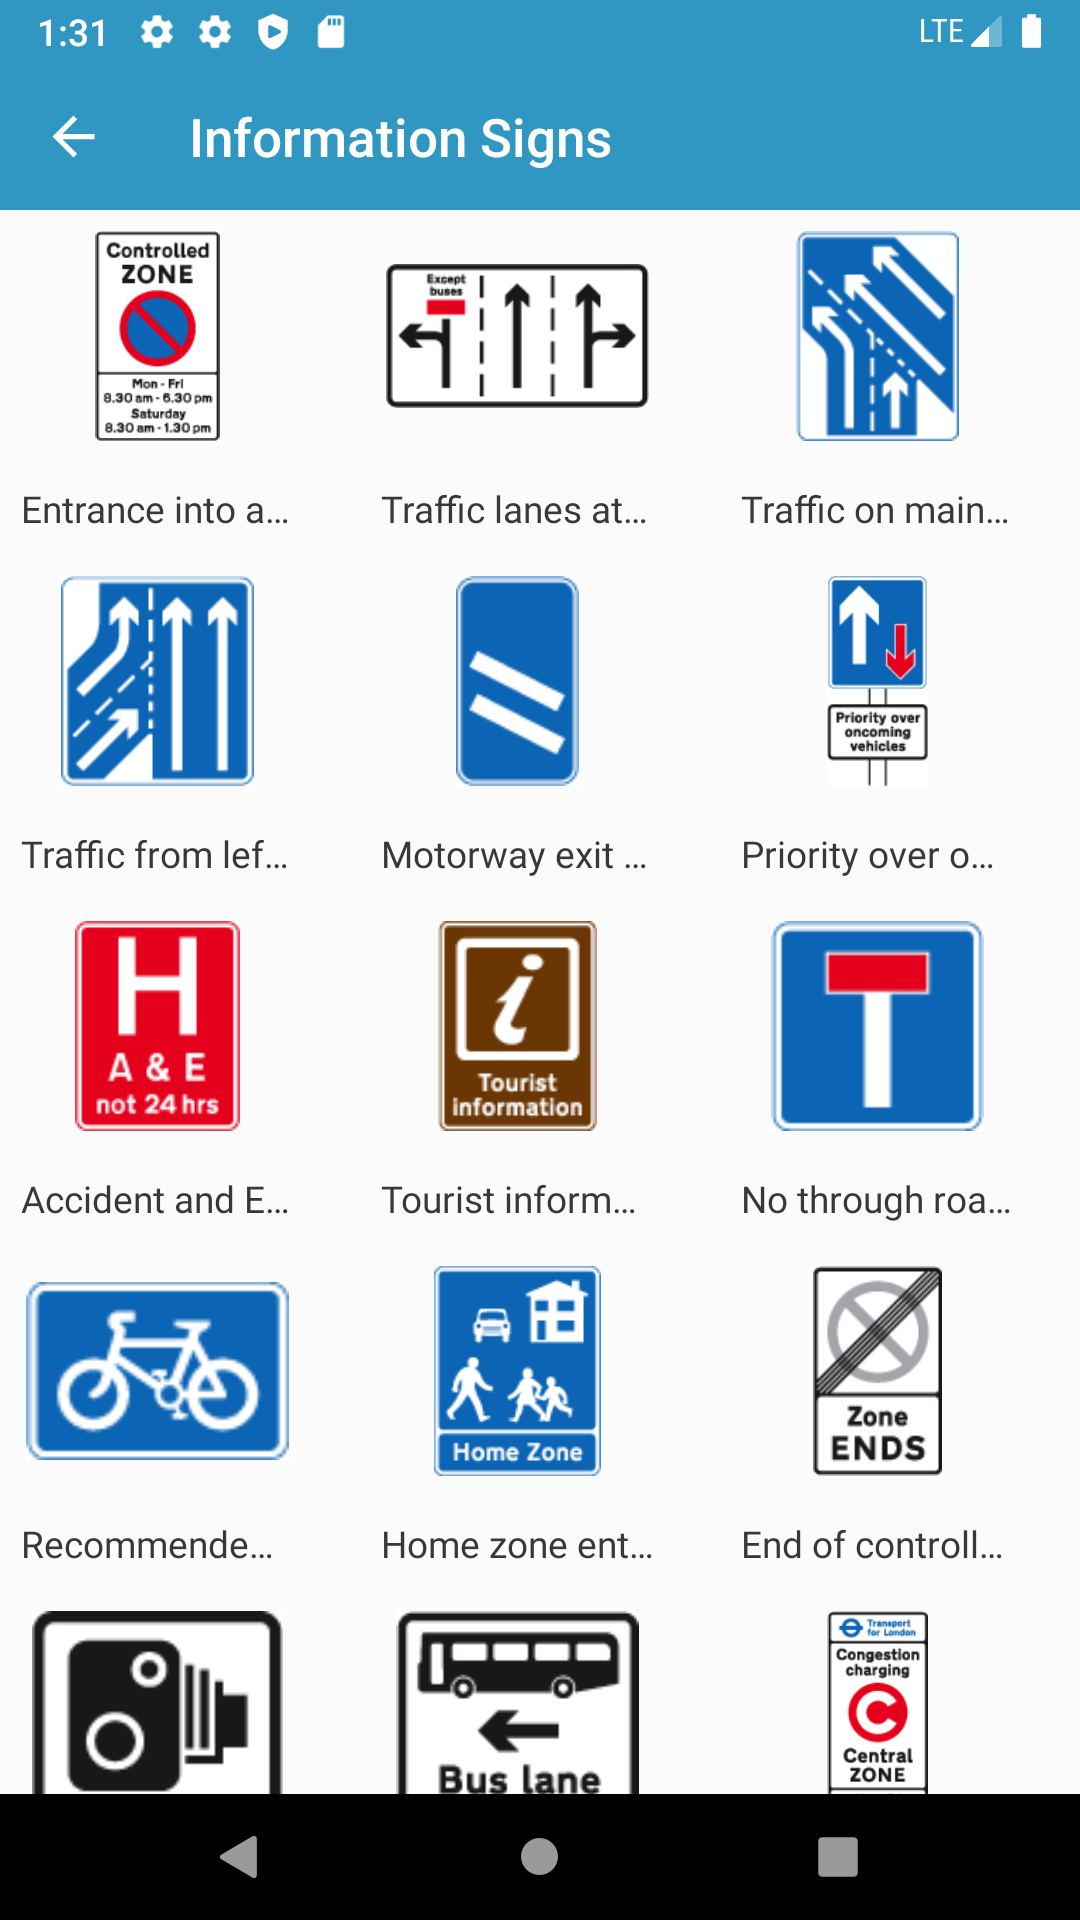 1:31
LTE
Information Signs
Controlled
ZONE
Mon - Fri
8.30 am - 6.30 pm
Saturday
8.30 am - 1.30 pm
Except
buses
Entrance into a...
Traffic lanes at...
Traffic on main...
Priority over
oncoming
vehicles
Traffic from lef...
Motorway exit ...
Priority over o...
H
A & E
not 24 hrs
i
Tourist
information
Accident and E...
Tourist inform...
No through roa...
Home Zone
Zone
ENDS
Recommende...
Home zone ent...
End of controll...
Bus lane
Transport
for London
Congestion
charging
C
Central
ZONE